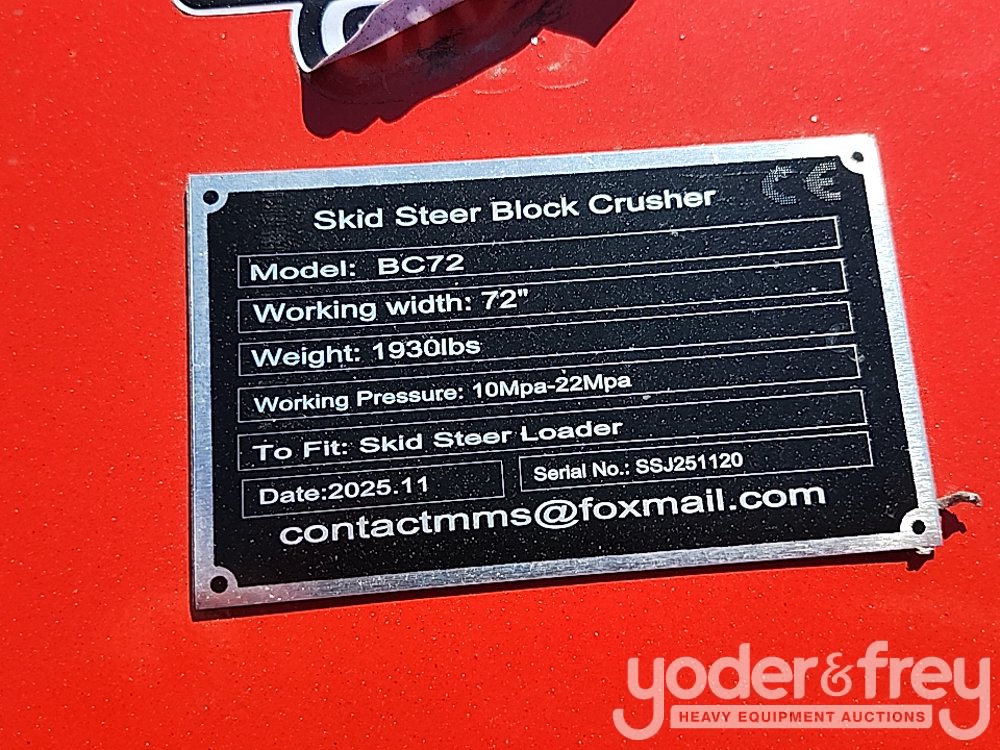 CE
Skid Steer Block Crusher
Model: BC72
Working width: 72"
Weight: 1930lbs
Working Pressure: 10Mpa-22Mpa
To Fit: Skid Steer Loader
Date:2025.11 Serial No.: SSJ251120
contactmms@foxmail.com
yoder&frey
HEAVY EQUIPMENT AUCTIONS